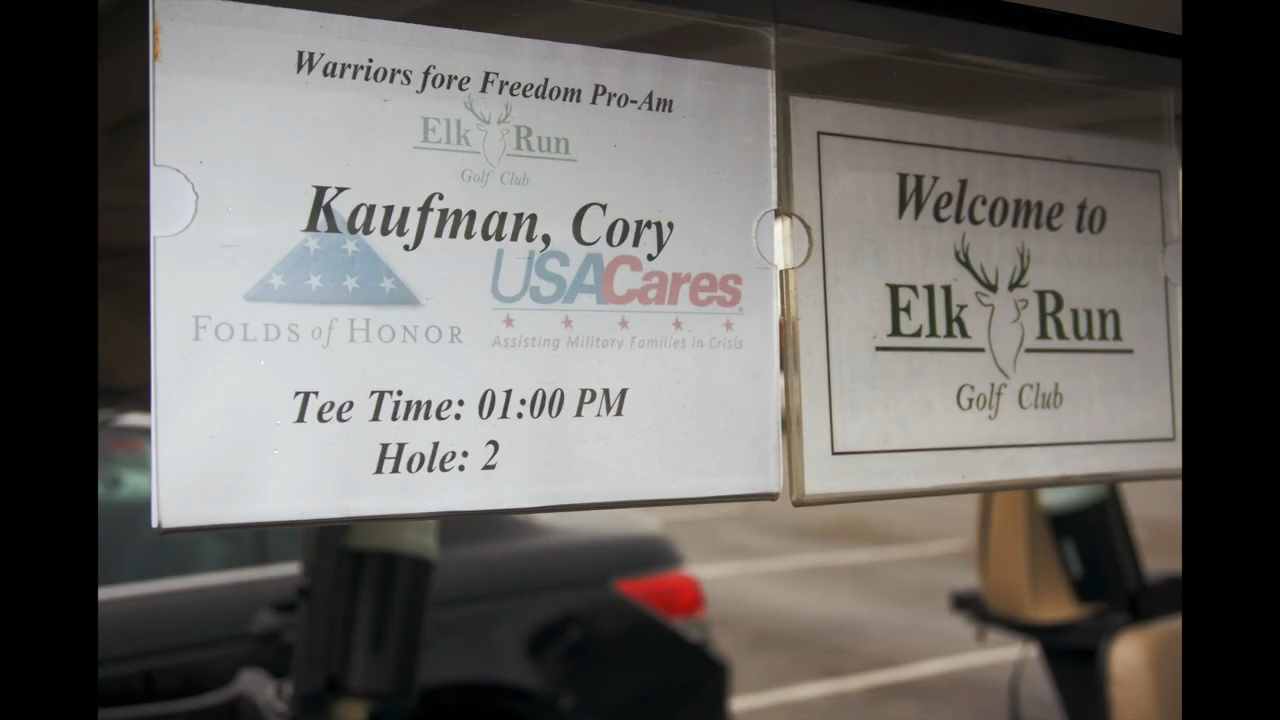 Warriors fore Freedom Pro-Am
Elk Run
Golf Club
Kaufman, Cory
FOLDS of HONOR
USACares
Assisting Military Families in Crisis
Tee Time: 01:00 PM
Hole: 2
Welcome to
Elk Run
Golf Club